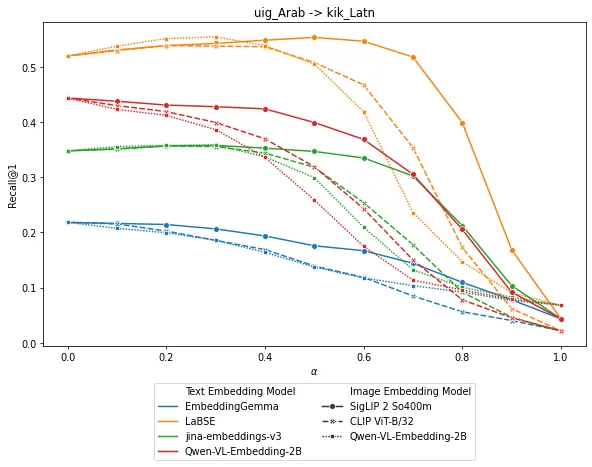 uig_Arab -> kik_Latn
Recall@1
0.5
0.4
0.3
0.2
0.1
0.0
0.0 0.2 0.4 0.6 0.8 1.0
α
Text Embedding Model Image Embedding Model
EmbeddingGemma SigLIP 2 So400m
LaBSE CLIP ViT-B/32
jina-embeddings-v3 Qwen-VL-Embedding-2B
Qwen-VL-Embedding-2B